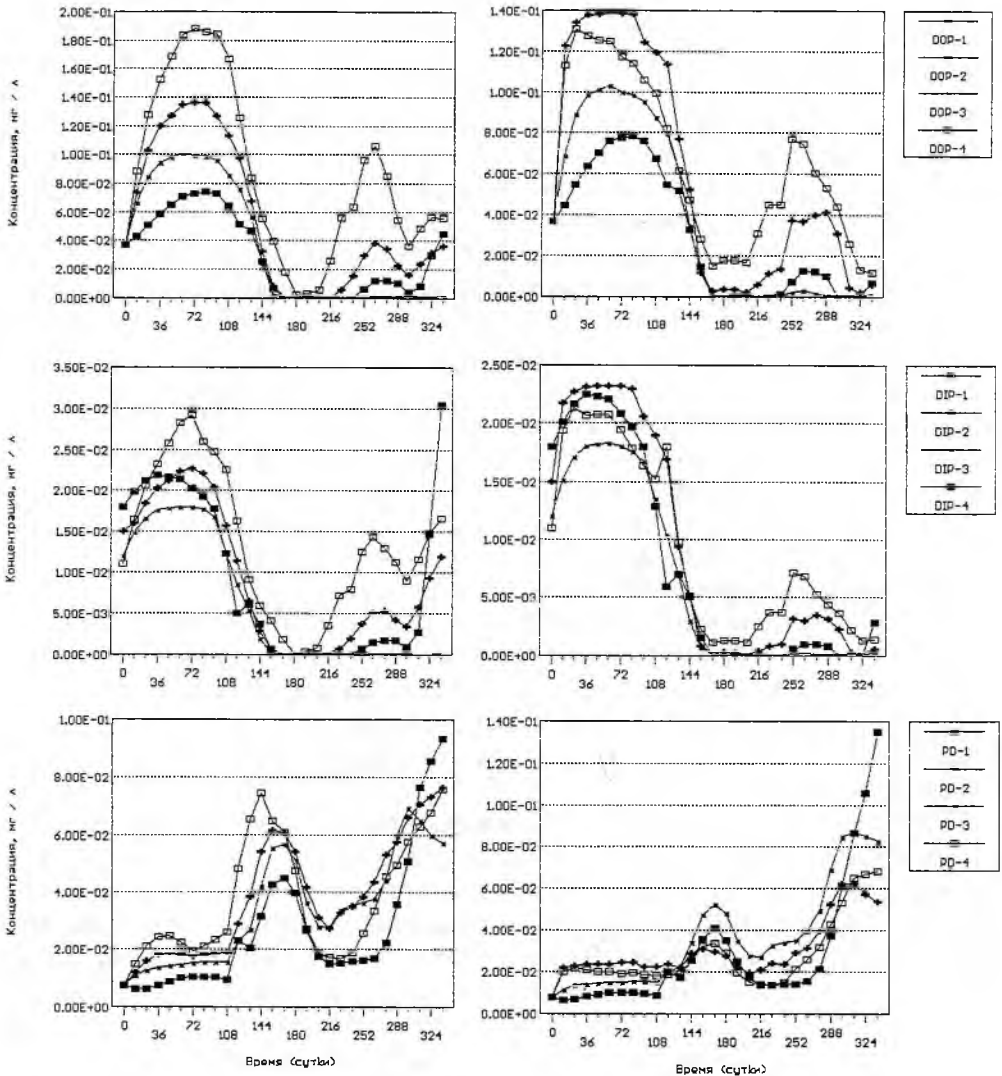 Концентрация, мг / л
2.00E-01
1.80E-01
1.60E-01
1.40E-01
1.20E-01
1.00E-01
8.00E-02
6.00E-02
4.00E-02
2.00E-02
0.00E+00
0 72 144 216 288
36 108 180 252 324
1.40E-01
1.20E-01
1.00E-01
8.00E-02
6.00E-02
4.00E-02
2.00E-02
0.00E+00
0 72 144 216 288
36 108 180 252 324
DOP-1
DOP-2
DOP-3
DOP-4
Концентрация, мг / л
3.50E-02
3.00E-02
2.50E-02
2.00E-02
1.50E-02
1.00E-02
5.00E-03
0.00E+00
0 72 144 216 288
36 108 180 252 324
2.50E-02
2.00E-02
1.50E-02
1.00E-02
5.00E-03
0.00E+00
0 72 144 216 288
36 108 180 252 324
DIP-1
DIP-2
DIP-3
DIP-4
Концентрация, мг / л
1.00E-01
8.00E-02
6.00E-02
4.00E-02
2.00E-02
0.00E+00
0 72 144 216 288
36 108 180 252 324
Время (сутки)
1.40E-01
1.20E-01
1.00E-01
8.00E-02
6.00E-02
4.00E-02
2.00E-02
0.00E+00
0 72 144 216 288
36 108 180 252 324
Время (сутки)
PD-1
PD-2
PD-3
PD-4